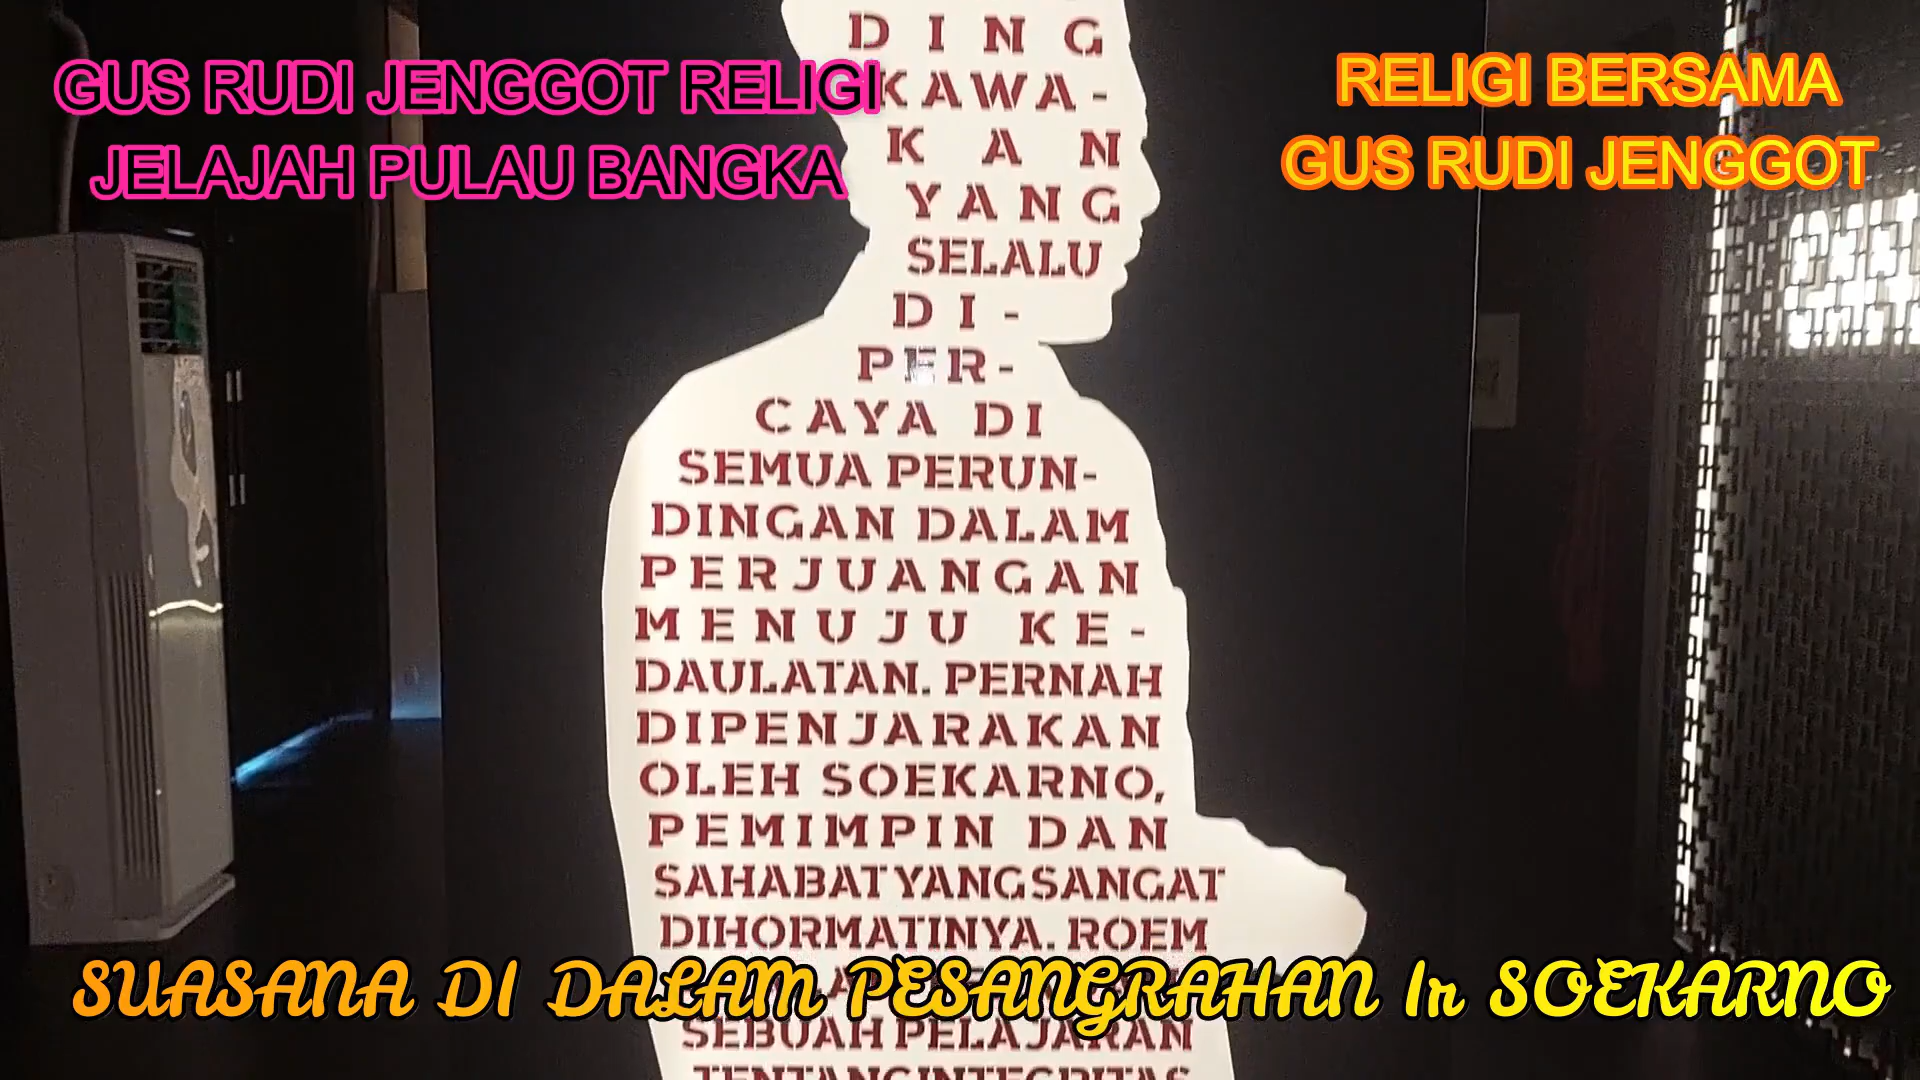 GUS RUDI JENGGOT RELIGI
JELAJAH PULAU BANGKA
RELIGI BERSAMA
GUS RUDI JENGGOT
DING
KAWA-
KAN
YANG
SELALU
DI-
PER-
CAYA DI
SEMUA PERUN-
DINGAN DALAM
PERJUANGAN
MENUJU KE-
DAULATAN. PERNAH
DIPENJARAKAN
OLEH SOEKARNO,
PEMIMPIN DAN
SAHABAT YANG SANGAT
DIHORMATINYA. ROEM
SUASANA DI DALAM PESANGRAHAN Ir SOEKARNO
SEBUAH PELAJARAN
TENTANG INTEGRITAS